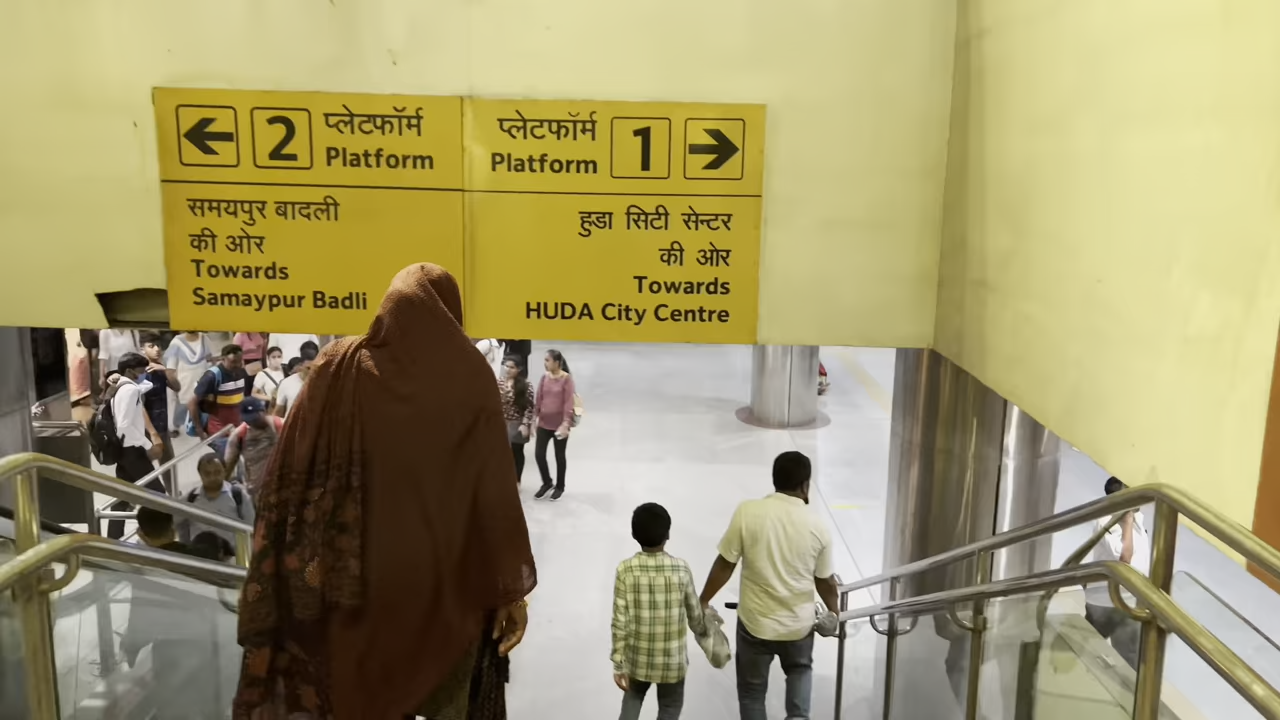 2 प्लेटफॉर्म
Platform
समयपुर बादली
की ओर
Towards
Samaypur Badli
प्लेटफॉर्म 1
Platform
हुडा सिटी सेन्टर
की ओर
Towards
HUDA City Centre